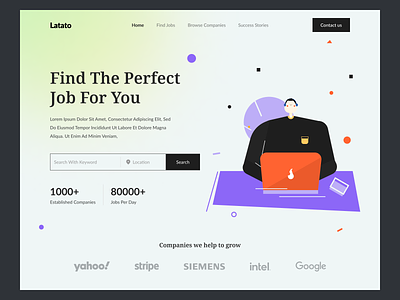 Latato
Home
Find Jobs
Browse Companies
Success Stories
Contact us
Find The Perfect
Job For You
Lorem Ipsum Dolor Sit Amet, Consectetur Adipiscing Elit, Sed
Do Eiusmod Tempor Incididunt Ut Labore Et Dolore Magna
Aliqua. Ut Enim Ad Minim Veniam.
Search With Keyword
Location
Search
1000+
80000+
Established Companies
Jobs Per Day
Companies we help to grow
yahoo!
stripe
SIEMENS
intel
Google